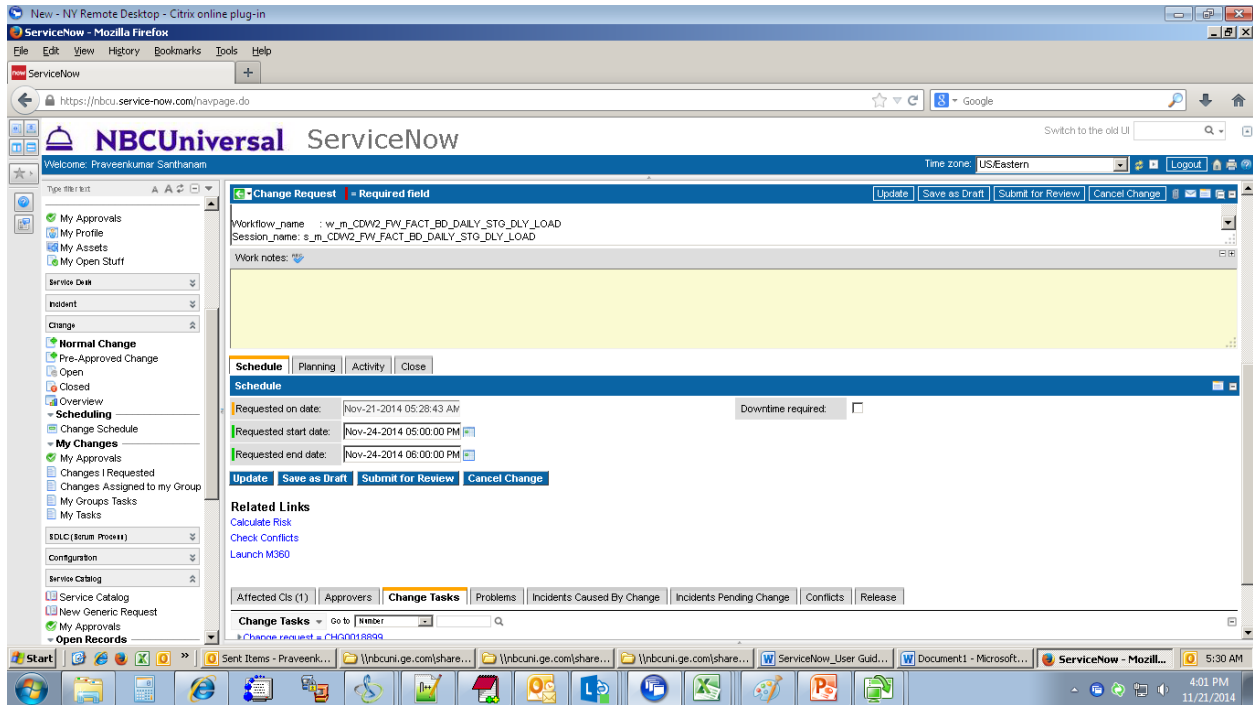 New - NY Remote Desktop - Citrix online plug-in
ServiceNow - Mozilla Firefox
File Edit View History Bookmarks Tools Help
now ServiceNow +
https://nbcu.service-now.com/navpage.do 8 - Google
NBCUniversal ServiceNow Switch to the old UI
Welcome: Praveenkumar Santhanam Time zone: US/Eastern Logout
Type filter text A A
Change Request = Required field Update Save as Draft Submit for Review Cancel Change
My Approvals
My Profile
My Assets
My Open Stuff
Service Desk
Incident
Change
Normal Change
Pre-Approved Change
Open
Closed
Overview
Scheduling
Change Schedule
My Changes
My Approvals
Changes I Requested
Changes Assigned to my Group
My Groups Tasks
My Tasks
SDLC (Scrum Process)
Configuration
Service Catalog
Service Catalog
New Generic Request
My Approvals
Open Records
Workflow_name : w_m_CDW2_FW_FACT_BD_DAILY_STG_DLY_LOAD
Session_name: s_m_CDW2_FW_FACT_BD_DAILY_STG_DLY_LOAD
Work notes:
Schedule Planning Activity Close
Schedule
Requested on date: Nov-21-2014 05:28:43 AM Downtime required:
Requested start date: Nov-24-2014 05:00:00 PM
Requested end date: Nov-24-2014 06:00:00 PM
Update Save as Draft Submit for Review Cancel Change
Related Links
Calculate Risk
Check Conflicts
Launch M360
Affected CIs (1) Approvers Change Tasks Problems Incidents Caused By Change Incidents Pending Change Conflicts Release
Change Tasks Go to Number
Change request = CHG0018899
Start Sent Items - Praveenk... \\nbcuni.ge.com\share... \\nbcuni.ge.com\share... \\nbcuni.ge.com\share... ServiceNow_User Guid... Document1 - Microsoft... ServiceNow - Mozill... 5:30 AM
4:01 PM
11/21/2014